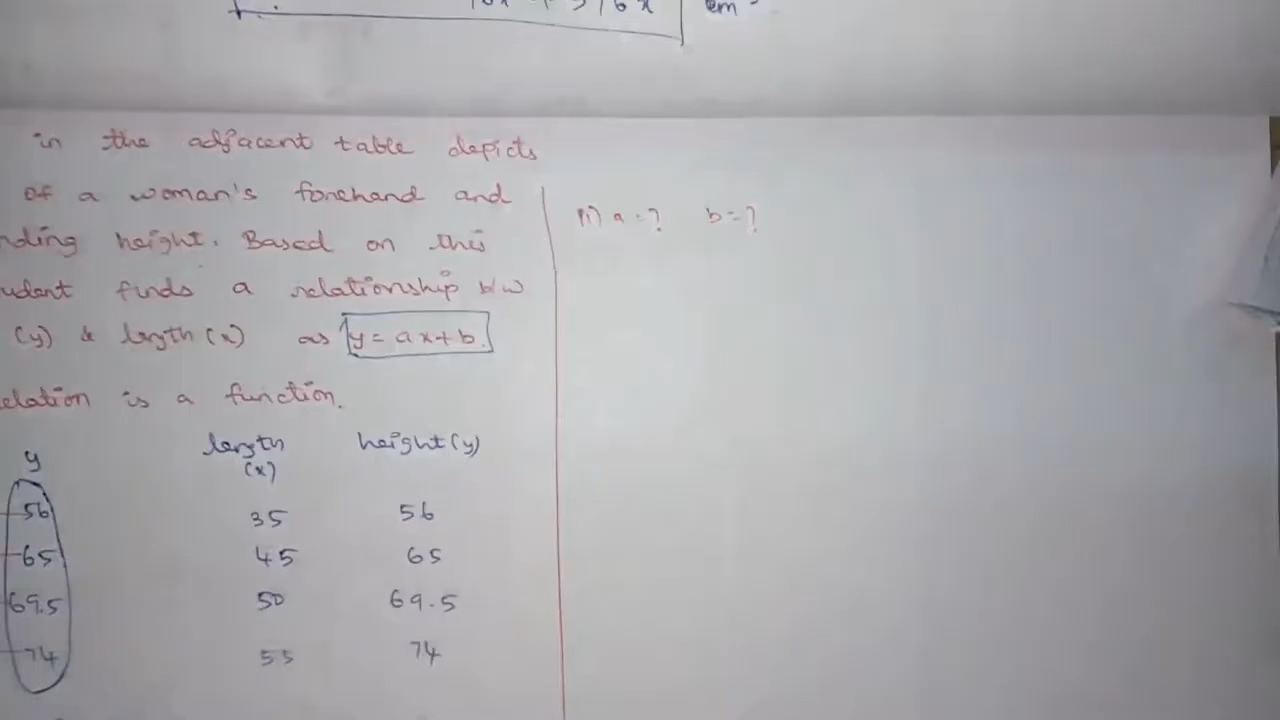 cm²
in the adjacent table depicts
of a woman's forehand and
nding height. Based on this
udent finds a relationship b/w
(y) & length (x) as y = ax+b.
elation is a function.
y
56
65
69.5
74
length (x) height (y)
35 56
45 65
50 69.5
55 74
ii) a = ? b = ?